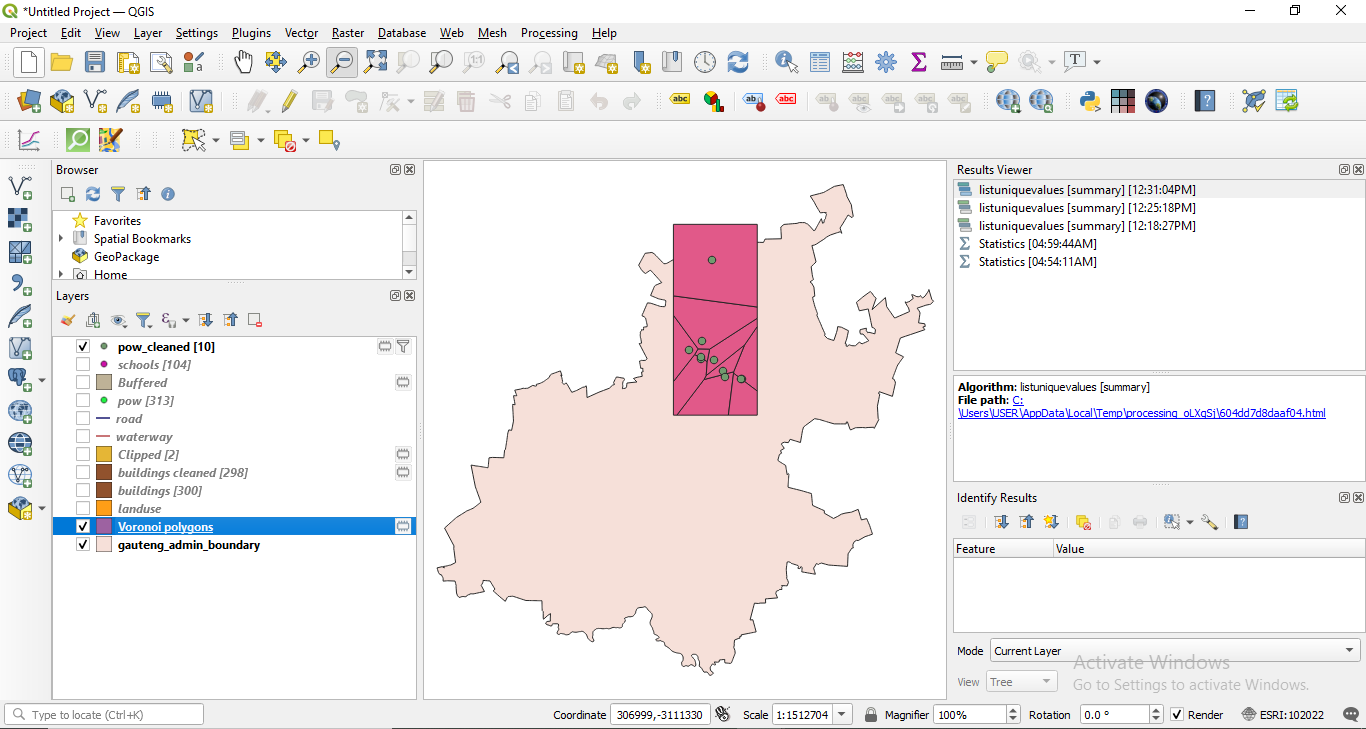 *Untitled Project — QGIS
Project Edit View Layer Settings Plugins Vector Raster Database Web Mesh Processing Help
Browser
Favorites
Spatial Bookmarks
GeoPackage
Home
Layers
pow_cleaned [10]
schools [104]
Buffered
pow [313]
road
waterway
Clipped [2]
buildings cleaned [298]
buildings [300]
landuse
Voronoi polygons
gauteng_admin_boundary
Results Viewer
listuniquevalues [summary] [12:31:04PM]
listuniquevalues [summary] [12:25:18PM]
listuniquevalues [summary] [12:18:27PM]
Statistics [04:59:44AM]
Statistics [04:54:11AM]
Algorithm: listuniquevalues [summary]
File path: C:
\Users\USER\AppData\Local\Temp\processing_oLXqSj\604dd7d8daaf04.html
Identify Results
Feature Value
Mode Current Layer
View Tree
Activate Windows
Go to Settings to activate Windows.
Type to locate (Ctrl+K) Coordinate 306999,-3111330 Scale 1:1512704 Magnifier 100% Rotation 0.0 ° Render ESRI:102022